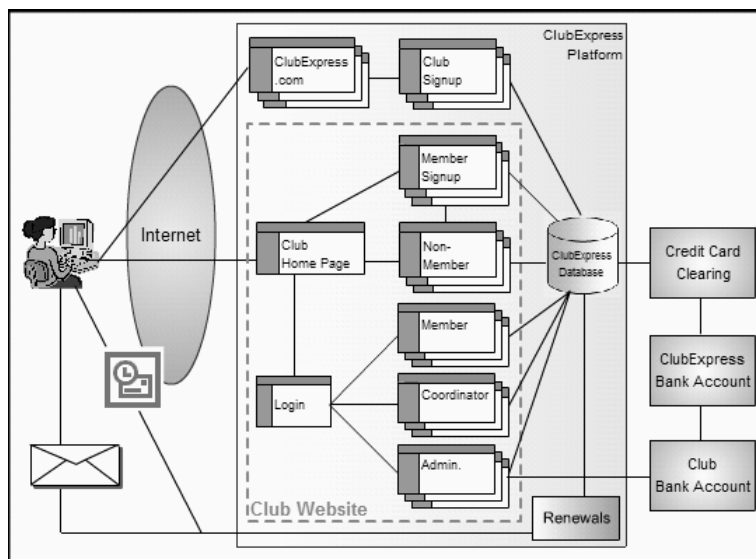 ClubExpress
Platform
ClubExpress
.com
Club
Signup
Member
Signup
Internet
Club
Home Page
Non-
Member
ClubExpress
Database
Credit Card
Clearing
Member
ClubExpress
Bank Account
Login
Coordinator
Admin.
Club
Bank Account
Club Website
Renewals